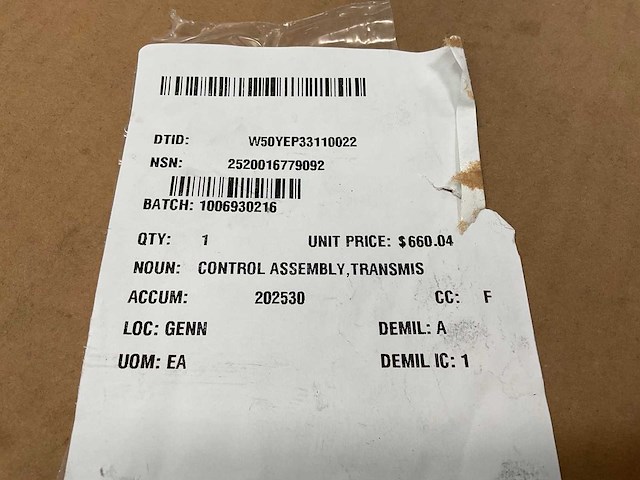 DTID: W50YEP33110022
NSN: 2520016779092
BATCH: 1006930216
QTY: 1 UNIT PRICE: $660.04
NOUN: CONTROL ASSEMBLY,TRANSMIS
ACCUM: 202530 CC: F
LOC: GENN DEMIL: A
UOM: EA DEMIL IC: 1